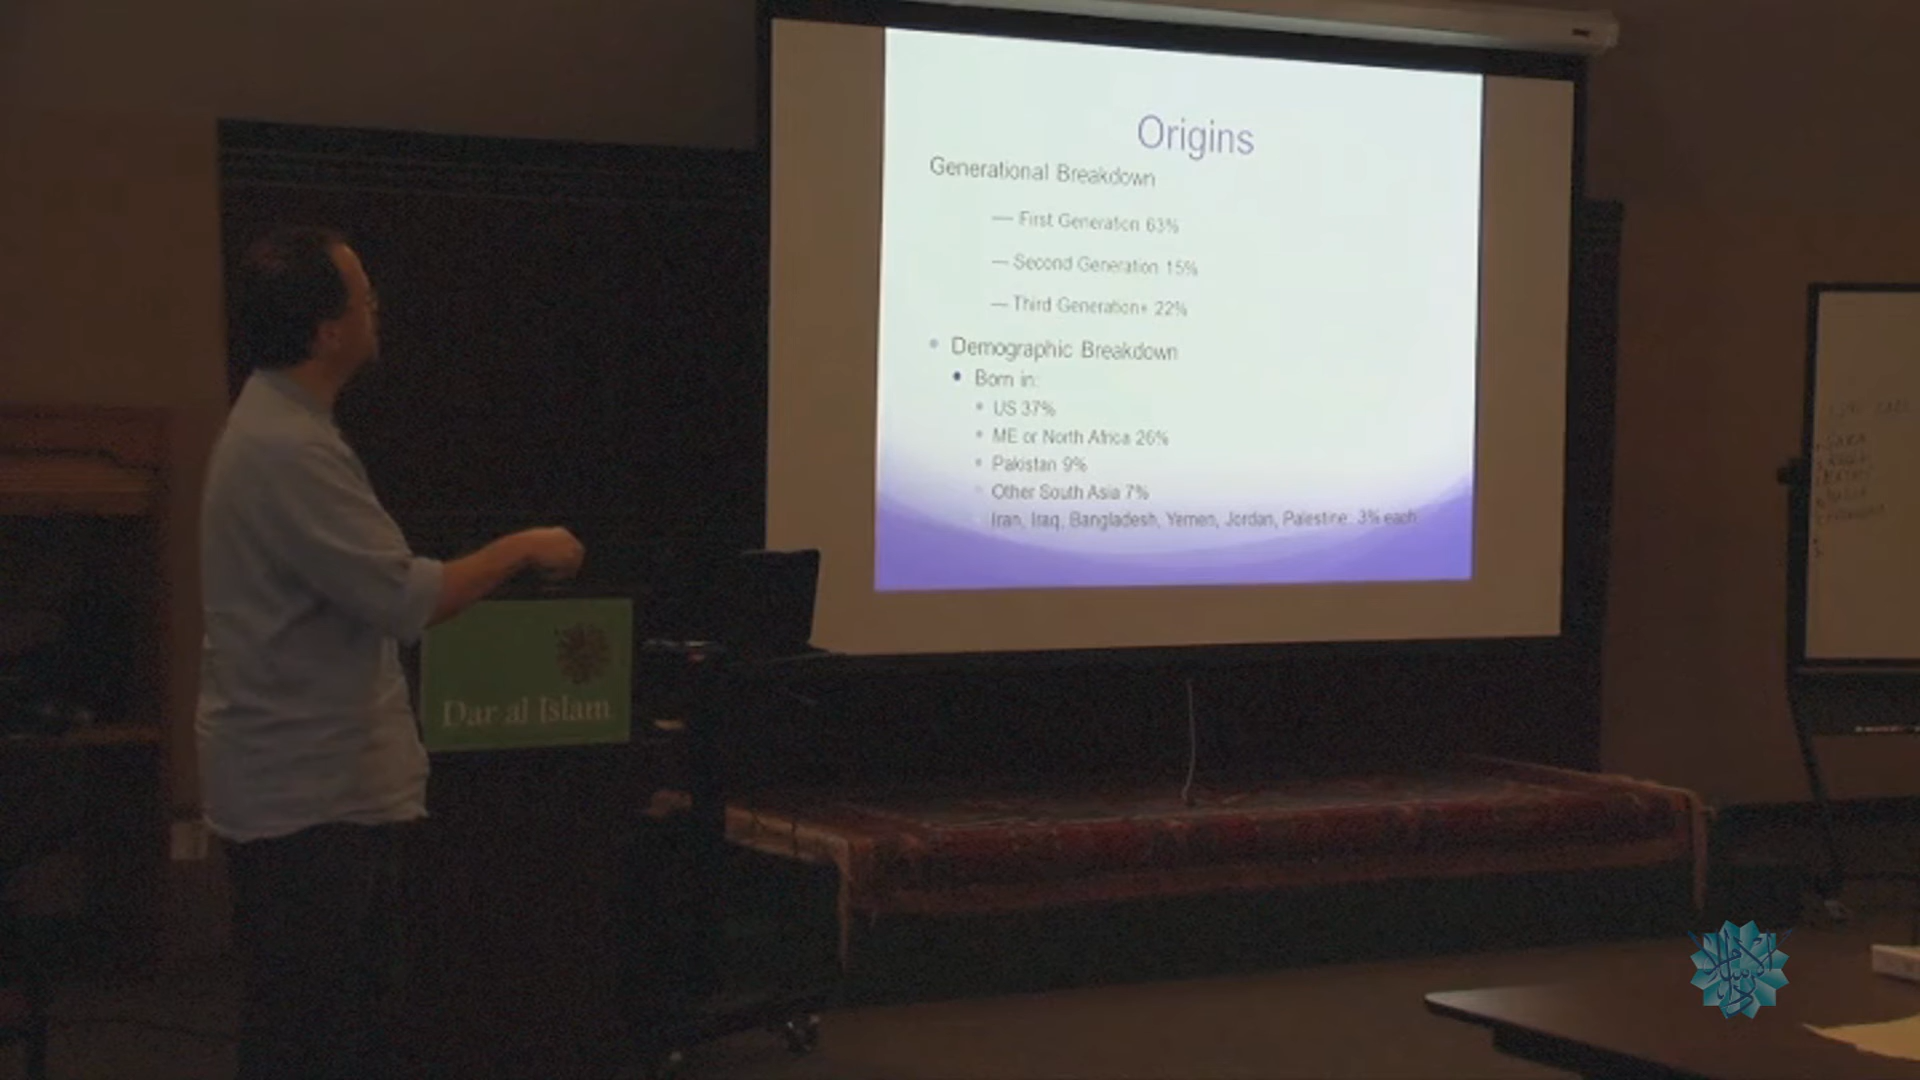 Origins
Generational Breakdown
— First Generation 63%
— Second Generation 15%
— Third Generation+ 22%
• Demographic Breakdown
• Born in:
• US 37%
• ME or North Africa 26%
• Pakistan 9%
• Other South Asia 7%
Iran, Iraq, Bangladesh, Yemen, Jordan, Palestine. 3% each
Dar al Islam